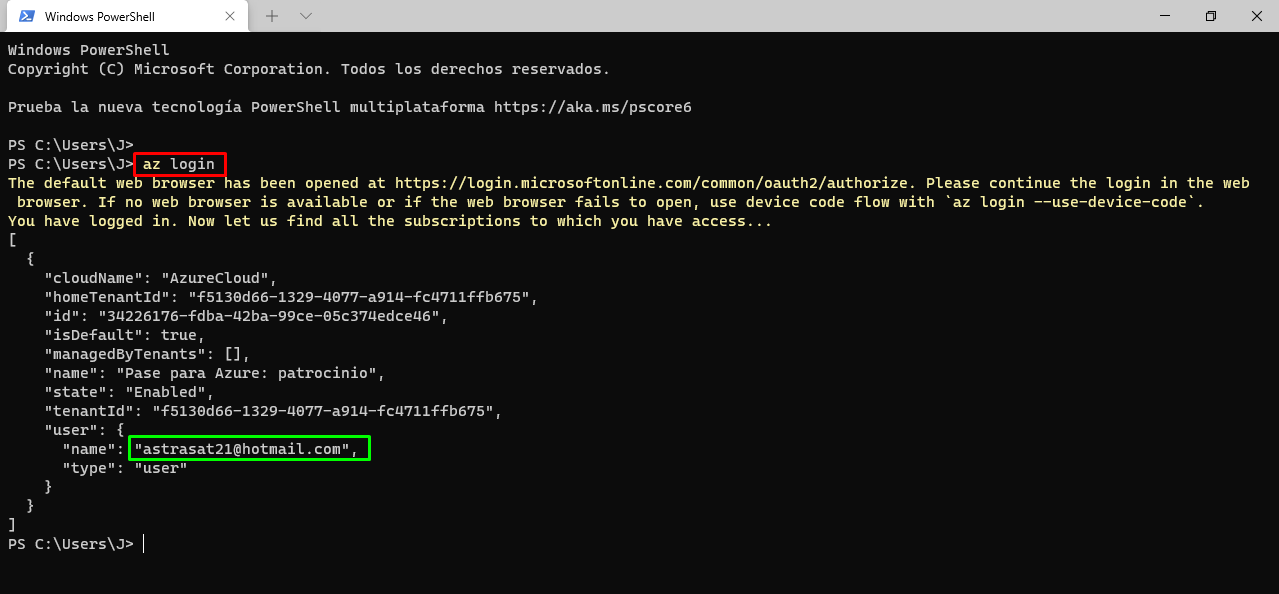 Windows PowerShell
Windows PowerShell
Copyright (C) Microsoft Corporation. Todos los derechos reservados.
Prueba la nueva tecnología PowerShell multiplataforma https://aka.ms/pscore6
PS C:\Users\J>
PS C:\Users\J> az login
The default web browser has been opened at https://login.microsoftonline.com/common/oauth2/authorize. Please continue the login in the web
browser. If no web browser is available or if the web browser fails to open, use device code flow with `az login --use-device-code`.
You have logged in. Now let us find all the subscriptions to which you have access...
[
  {
    "cloudName": "AzureCloud",
    "homeTenantId": "f5130d66-1329-4077-a914-fc4711ffb675",
    "id": "34226176-fdba-42ba-99ce-05c374edce46",
    "isDefault": true,
    "managedByTenants": [],
    "name": "Pase para Azure: patrocinio",
    "state": "Enabled",
    "tenantId": "f5130d66-1329-4077-a914-fc4711ffb675",
    "user": {
      "name": "astrasat21@hotmail.com",
      "type": "user"
    }
  }
]
PS C:\Users\J>